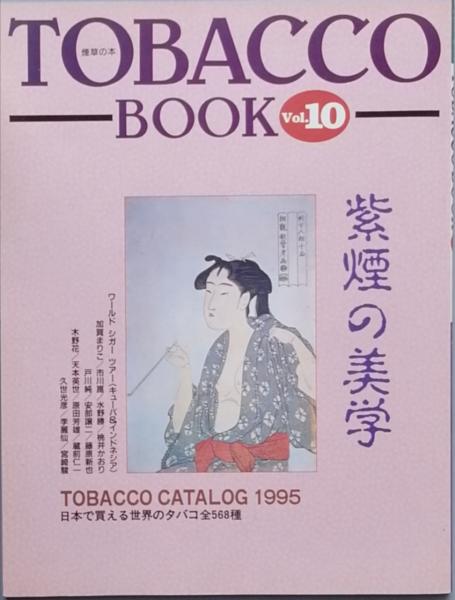 TOBACCO
煙草の本
BOOK Vol.10
紫煙の美学
ワールド シガー ツアー(キューバ&インドネシア)
加賀まりこ/市川崑/水野勝/桃井かおり
戸川純/安部譲二/藤原新也
木野花/天本英世/原田芳雄/蔵前仁一
久世光彦/李麗仙/宮崎駿
TOBACCO CATALOG 1995
日本で買える世界のタバコ全568種